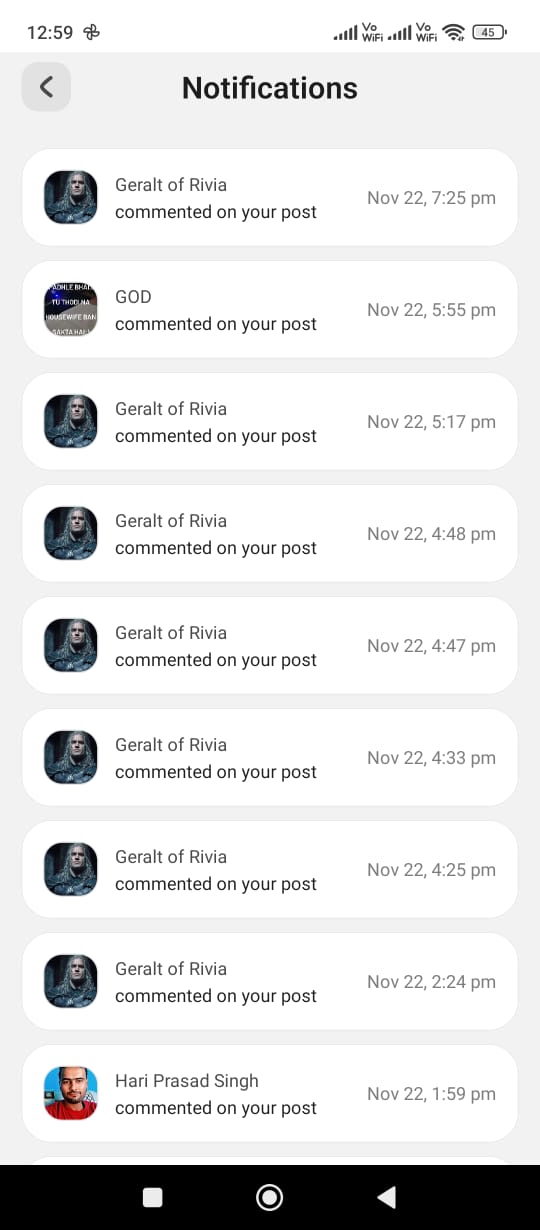 12:59
Vo
WiFi
Vo
WiFi
45
Notifications
Geralt of Rivia
commented on your post
Nov 22, 7:25 pm
PADHLE BHAI
TU THODI NA
HOUSEWIFE BAN
SAKTA HAI
GOD
commented on your post
Nov 22, 5:55 pm
Geralt of Rivia
commented on your post
Nov 22, 5:17 pm
Geralt of Rivia
commented on your post
Nov 22, 4:48 pm
Geralt of Rivia
commented on your post
Nov 22, 4:47 pm
Geralt of Rivia
commented on your post
Nov 22, 4:33 pm
Geralt of Rivia
commented on your post
Nov 22, 4:25 pm
Geralt of Rivia
commented on your post
Nov 22, 2:24 pm
Hari Prasad Singh
commented on your post
Nov 22, 1:59 pm